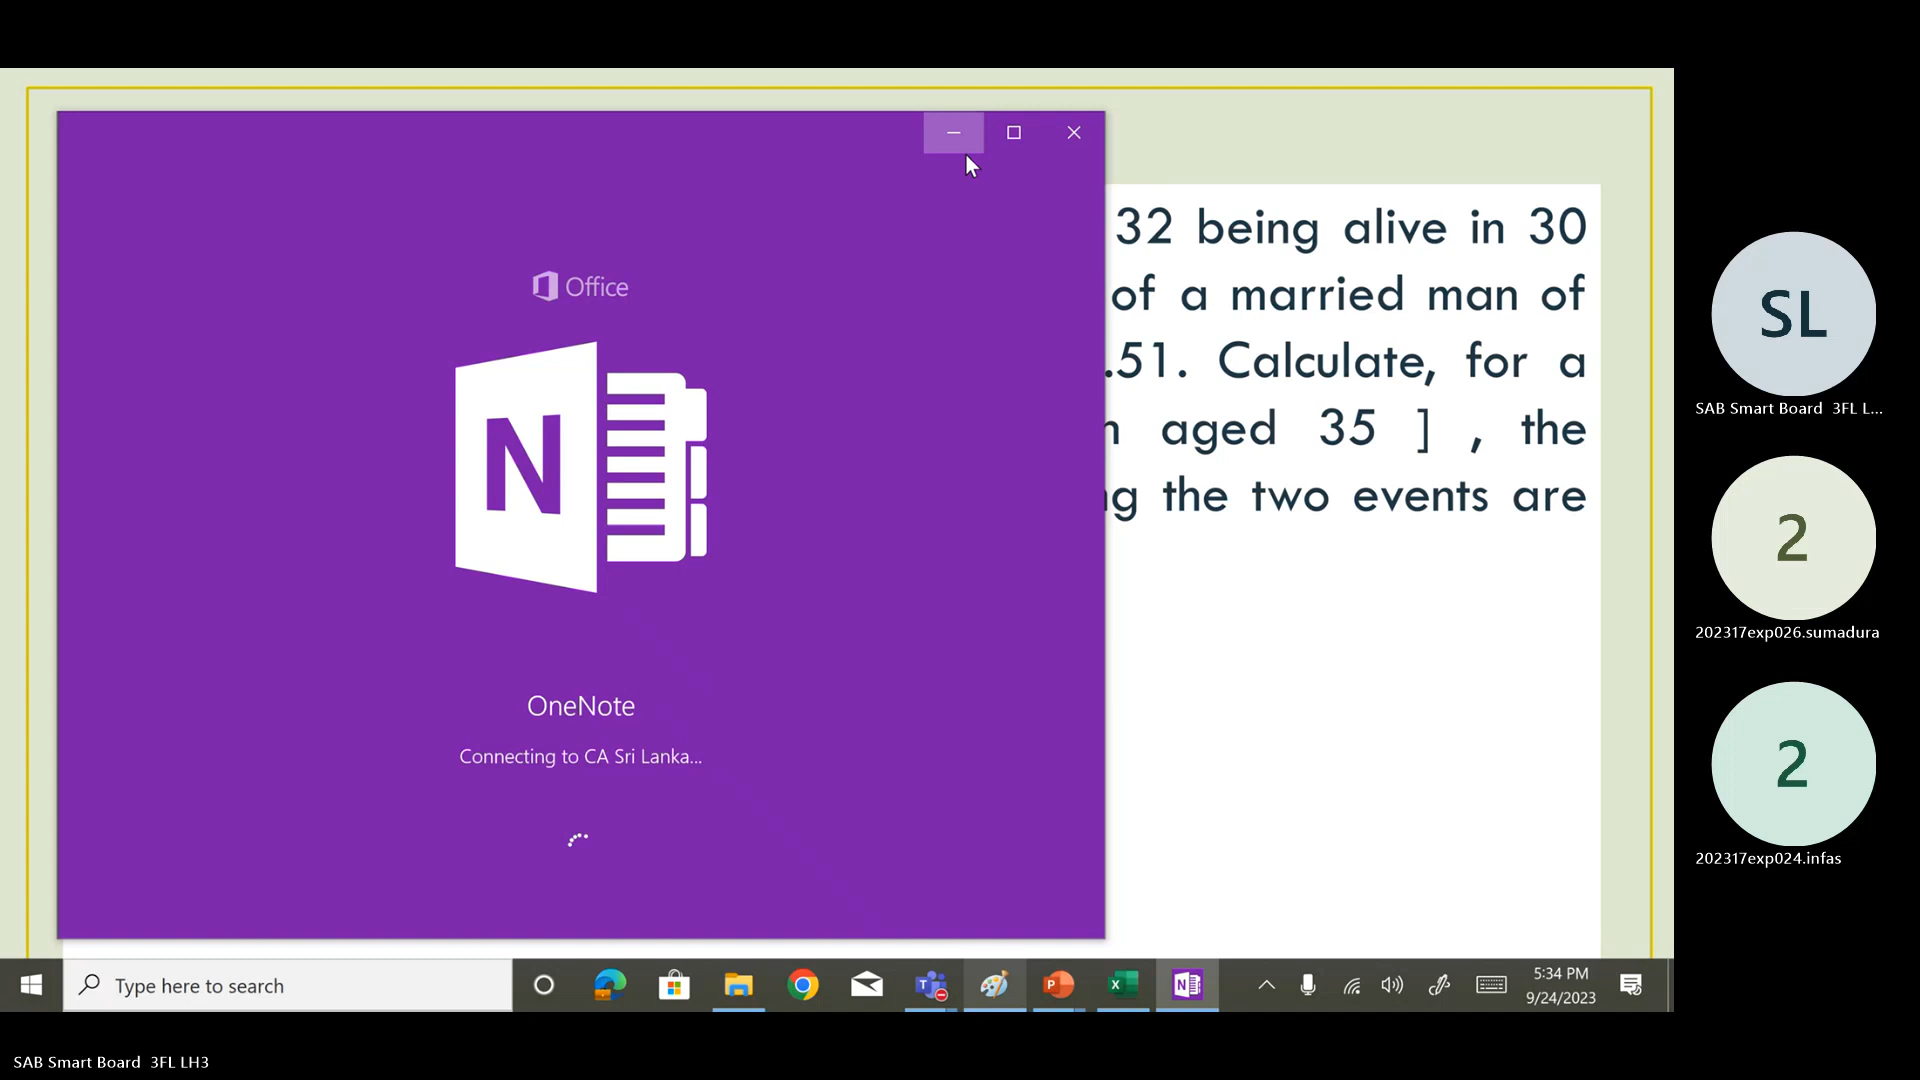 Office
N
OneNote
Connecting to CA Sri Lanka...
32 being alive in 30
of a married man of
.51. Calculate, for a
aged 35 ] , the
the two events are
SL
SAB Smart Board 3FL L...
2
202317exp026.sumadura
2
202317exp024.infas
Type here to search
5:34 PM
9/24/2023
SAB Smart Board 3FL LH3